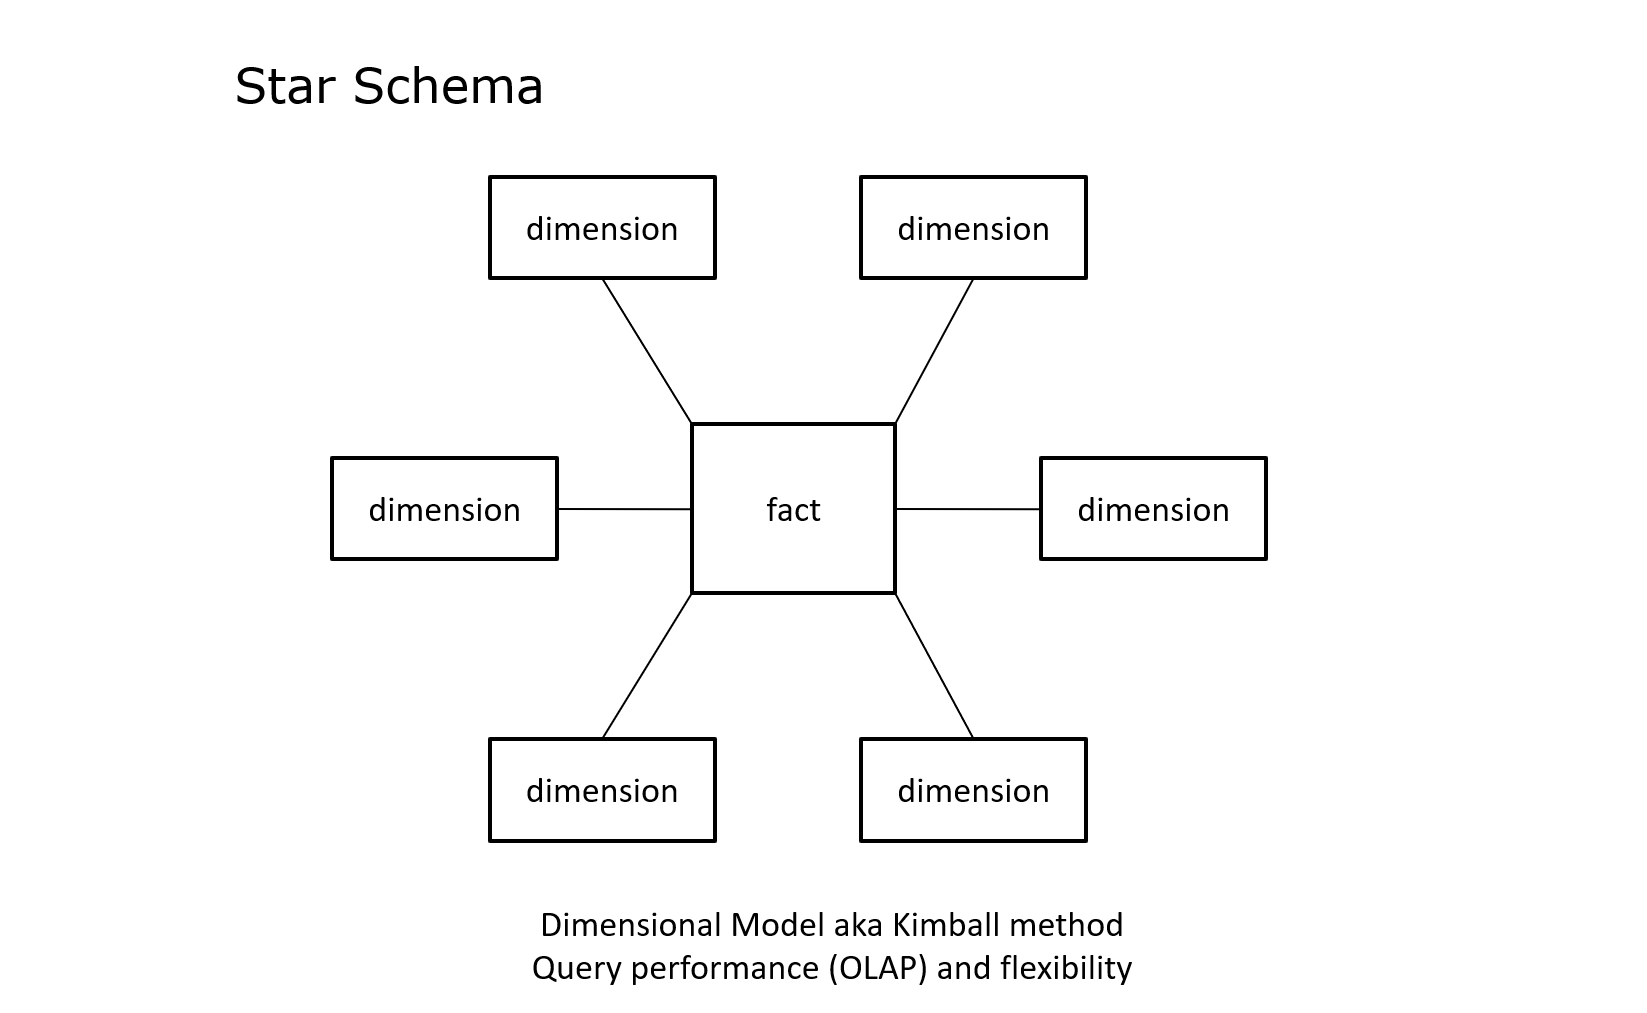 Star Schema
dimension
dimension
dimension
fact
dimension
dimension
dimension
Dimensional Model aka Kimball method
Query performance (OLAP) and flexibility